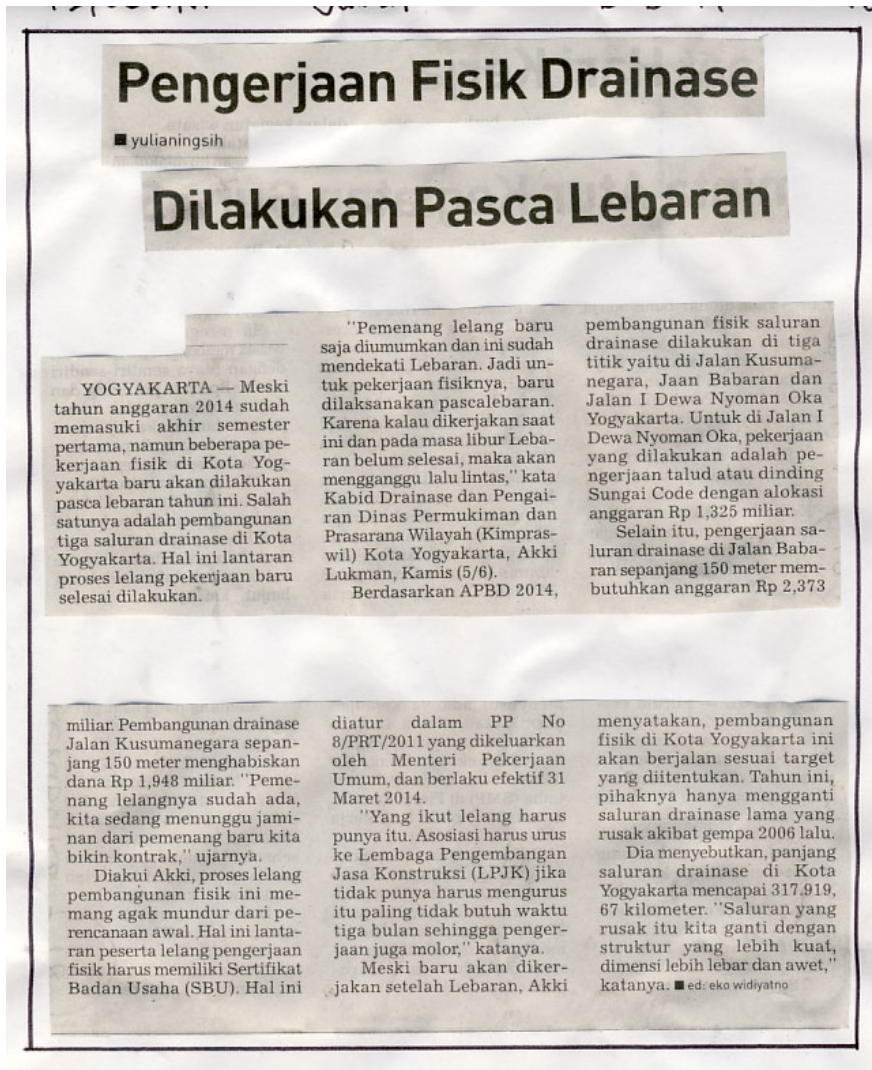 Pengerjaan Fisik Drainase
■ yulianingsih
Dilakukan Pasca Lebaran
YOGYAKARTA — Meski
tahun anggaran 2014 sudah
memasuki akhir semester
pertama, namun beberapa pe-
kerjaan fisik di Kota Yog-
yakarta baru akan dilakukan
pasca lebaran tahun ini. Salah
satunya adalah pembangunan
tiga saluran drainase di Kota
Yogyakarta. Hal ini lantaran
proses lelang pekerjaan baru
selesai dilakukan.
"Pemenang lelang baru
saja diumumkan dan ini sudah
mendekati Lebaran. Jadi un-
tuk pekerjaan fisiknya, baru
dilaksanakan pascalebaran.
Karena kalau dikerjakan saat
ini dan pada masa libur Leba-
ran belum selesai, maka akan
mengganggu lalu lintas," kata
Kabid Drainase dan Pengai-
ran Dinas Permukiman dan
Prasarana Wilayah (Kimpras-
wil) Kota Yogyakarta, Akki
Lukman, Kamis (5/6).
Berdasarkan APBD 2014,
pembangunan fisik saluran
drainase dilakukan di tiga
titik yaitu di Jalan Kusuma-
negara, Jaan Babaran dan
Jalan I Dewa Nyoman Oka
Yogyakarta. Untuk di Jalan I
Dewa Nyoman Oka, pekerjaan
yang dilakukan adalah pe-
ngerjaan talud atau dinding
Sungai Code dengan alokasi
anggaran Rp 1,325 miliar.
Selain itu, pengerjaan sa-
luran drainase di Jalan Baba-
ran sepanjang 150 meter mem-
butuhkan anggaran Rp 2,373
miliar. Pembangunan drainase
Jalan Kusumanegara sepan-
jang 150 meter menghabiskan
dana Rp 1,948 miliar. "Peme-
nang lelangnya sudah ada,
kita sedang menunggu jami-
nan dari pemenang baru kita
bikin kontrak," ujarnya.
Diakui Akki, proses lelang
pembangunan fisik ini me-
mang agak mundur dari pe-
rencanaan awal. Hal ini lanta-
ran peserta lelang pengerjaan
fisik harus memiliki Sertifikat
Badan Usaha (SBU). Hal ini
diatur dalam PP No
8/PRT/2011 yang dikeluarkan
oleh Menteri Pekerjaan
Umum, dan berlaku efektif 31
Maret 2014.
"Yang ikut lelang harus
punya itu. Asosiasi harus urus
ke Lembaga Pengembangan
Jasa Konstruksi (LPJK) jika
tidak punya harus mengurus
itu paling tidak butuh waktu
tiga bulan sehingga penger-
jaan juga molor," katanya.
Meski baru akan diker-
jakan setelah Lebaran, Akki
menyatakan, pembangunan
fisik di Kota Yogyakarta ini
akan berjalan sesuai target
yang diitentukan. Tahun ini,
pihaknya hanya mengganti
saluran drainase lama yang
rusak akibat gempa 2006 lalu.
Dia menyebutkan, panjang
saluran drainase di Kota
Yogyakarta mencapai 317.919,
67 kilometer. "Saluran yang
rusak itu kita ganti dengan
struktur yang lebih kuat,
dimensi lebih lebar dan awet,"
katanya. ■ ed: eko widiyatno